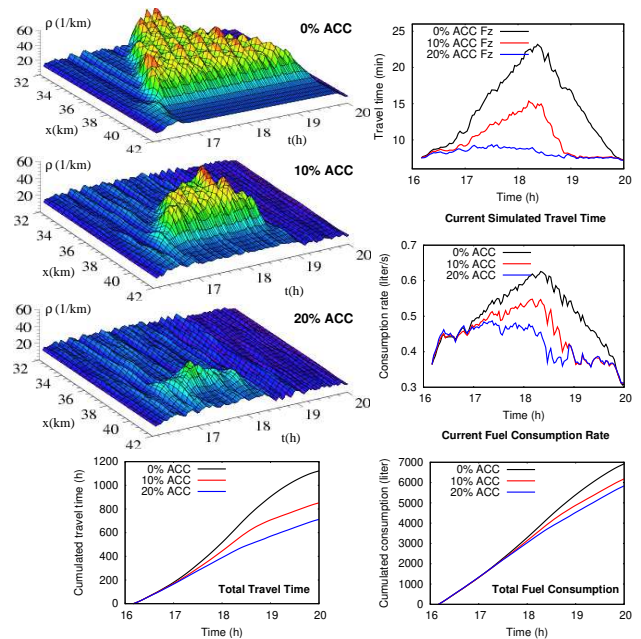 ρ (1/km)
60
40
20
0% ACC
32
34
36
38
40
42
x(km)
17
18
19
20
t(h)
ρ (1/km)
60
40
20
10% ACC
32
34
36
38
40
42
x(km)
17
18
19
20
t(h)
ρ (1/km)
60
40
20
20% ACC
32
34
36
38
40
42
x(km)
17
18
19
20
t(h)
0% ACC Fz
10% ACC Fz
20% ACC Fz
Travel time (min)
25
20
15
10
16 17 18 19 20
Time (h)
Current Simulated Travel Time
0% ACC
10% ACC
20% ACC
Consumption rate (liter/s)
0.7
0.6
0.5
0.4
0.3
16 17 18 19 20
Time (h)
Current Fuel Consumption Rate
0% ACC
10% ACC
20% ACC
Cumulated travel time (h)
1200
1000
800
600
400
200
0
Total Travel Time
16 17 18 19 20
Time (h)
0% ACC
10% ACC
20% ACC
Cumulated consumption (liter)
7000
6000
5000
4000
3000
2000
1000
0
Total Fuel Consumption
16 17 18 19 20
Time (h)